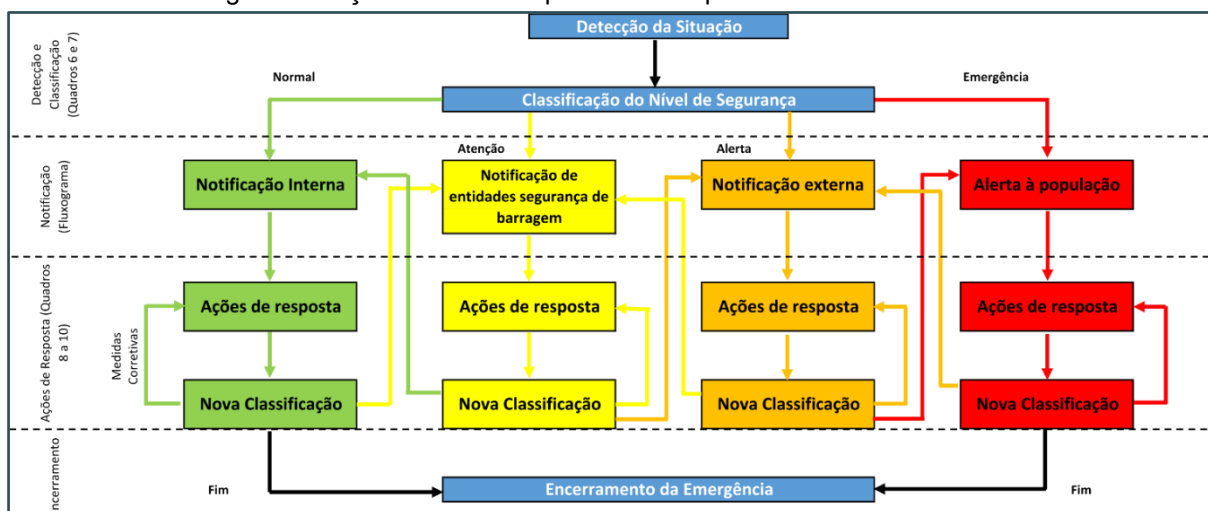 Detecção da Situação
Detecção e
Classificação
(Quadros 6 e 7)
Normal
Emergência
Classificação do Nível de Segurança
Notificação
(Fluxograma)
Atenção
Alerta
Notificação Interna
Notificação de
entidades segurança de
barragem
Notificação externa
Alerta à população
Ações de Resposta (Quadros
8 a 10)
Medidas
Corretivas
Ações de resposta
Ações de resposta
Ações de resposta
Ações de resposta
Nova Classificação
Nova Classificação
Nova Classificação
Nova Classificação
Fim
Encerramento da Emergência
Fim